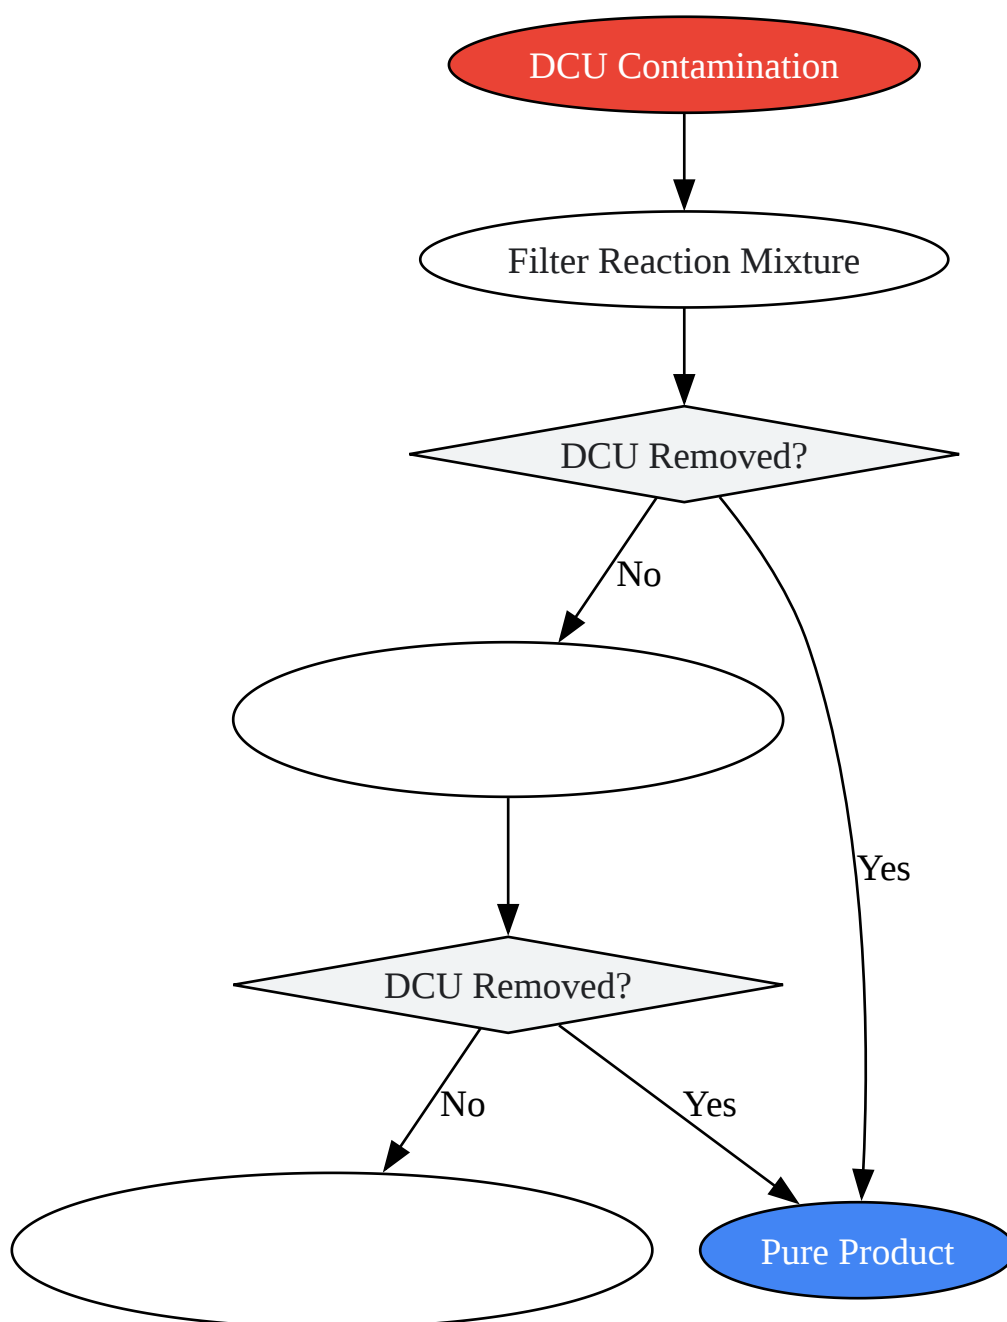 DCU Contamination
Filter Reaction Mixture
DCU Removed?
No
Yes
DCU Removed?
No
Yes
Pure Product